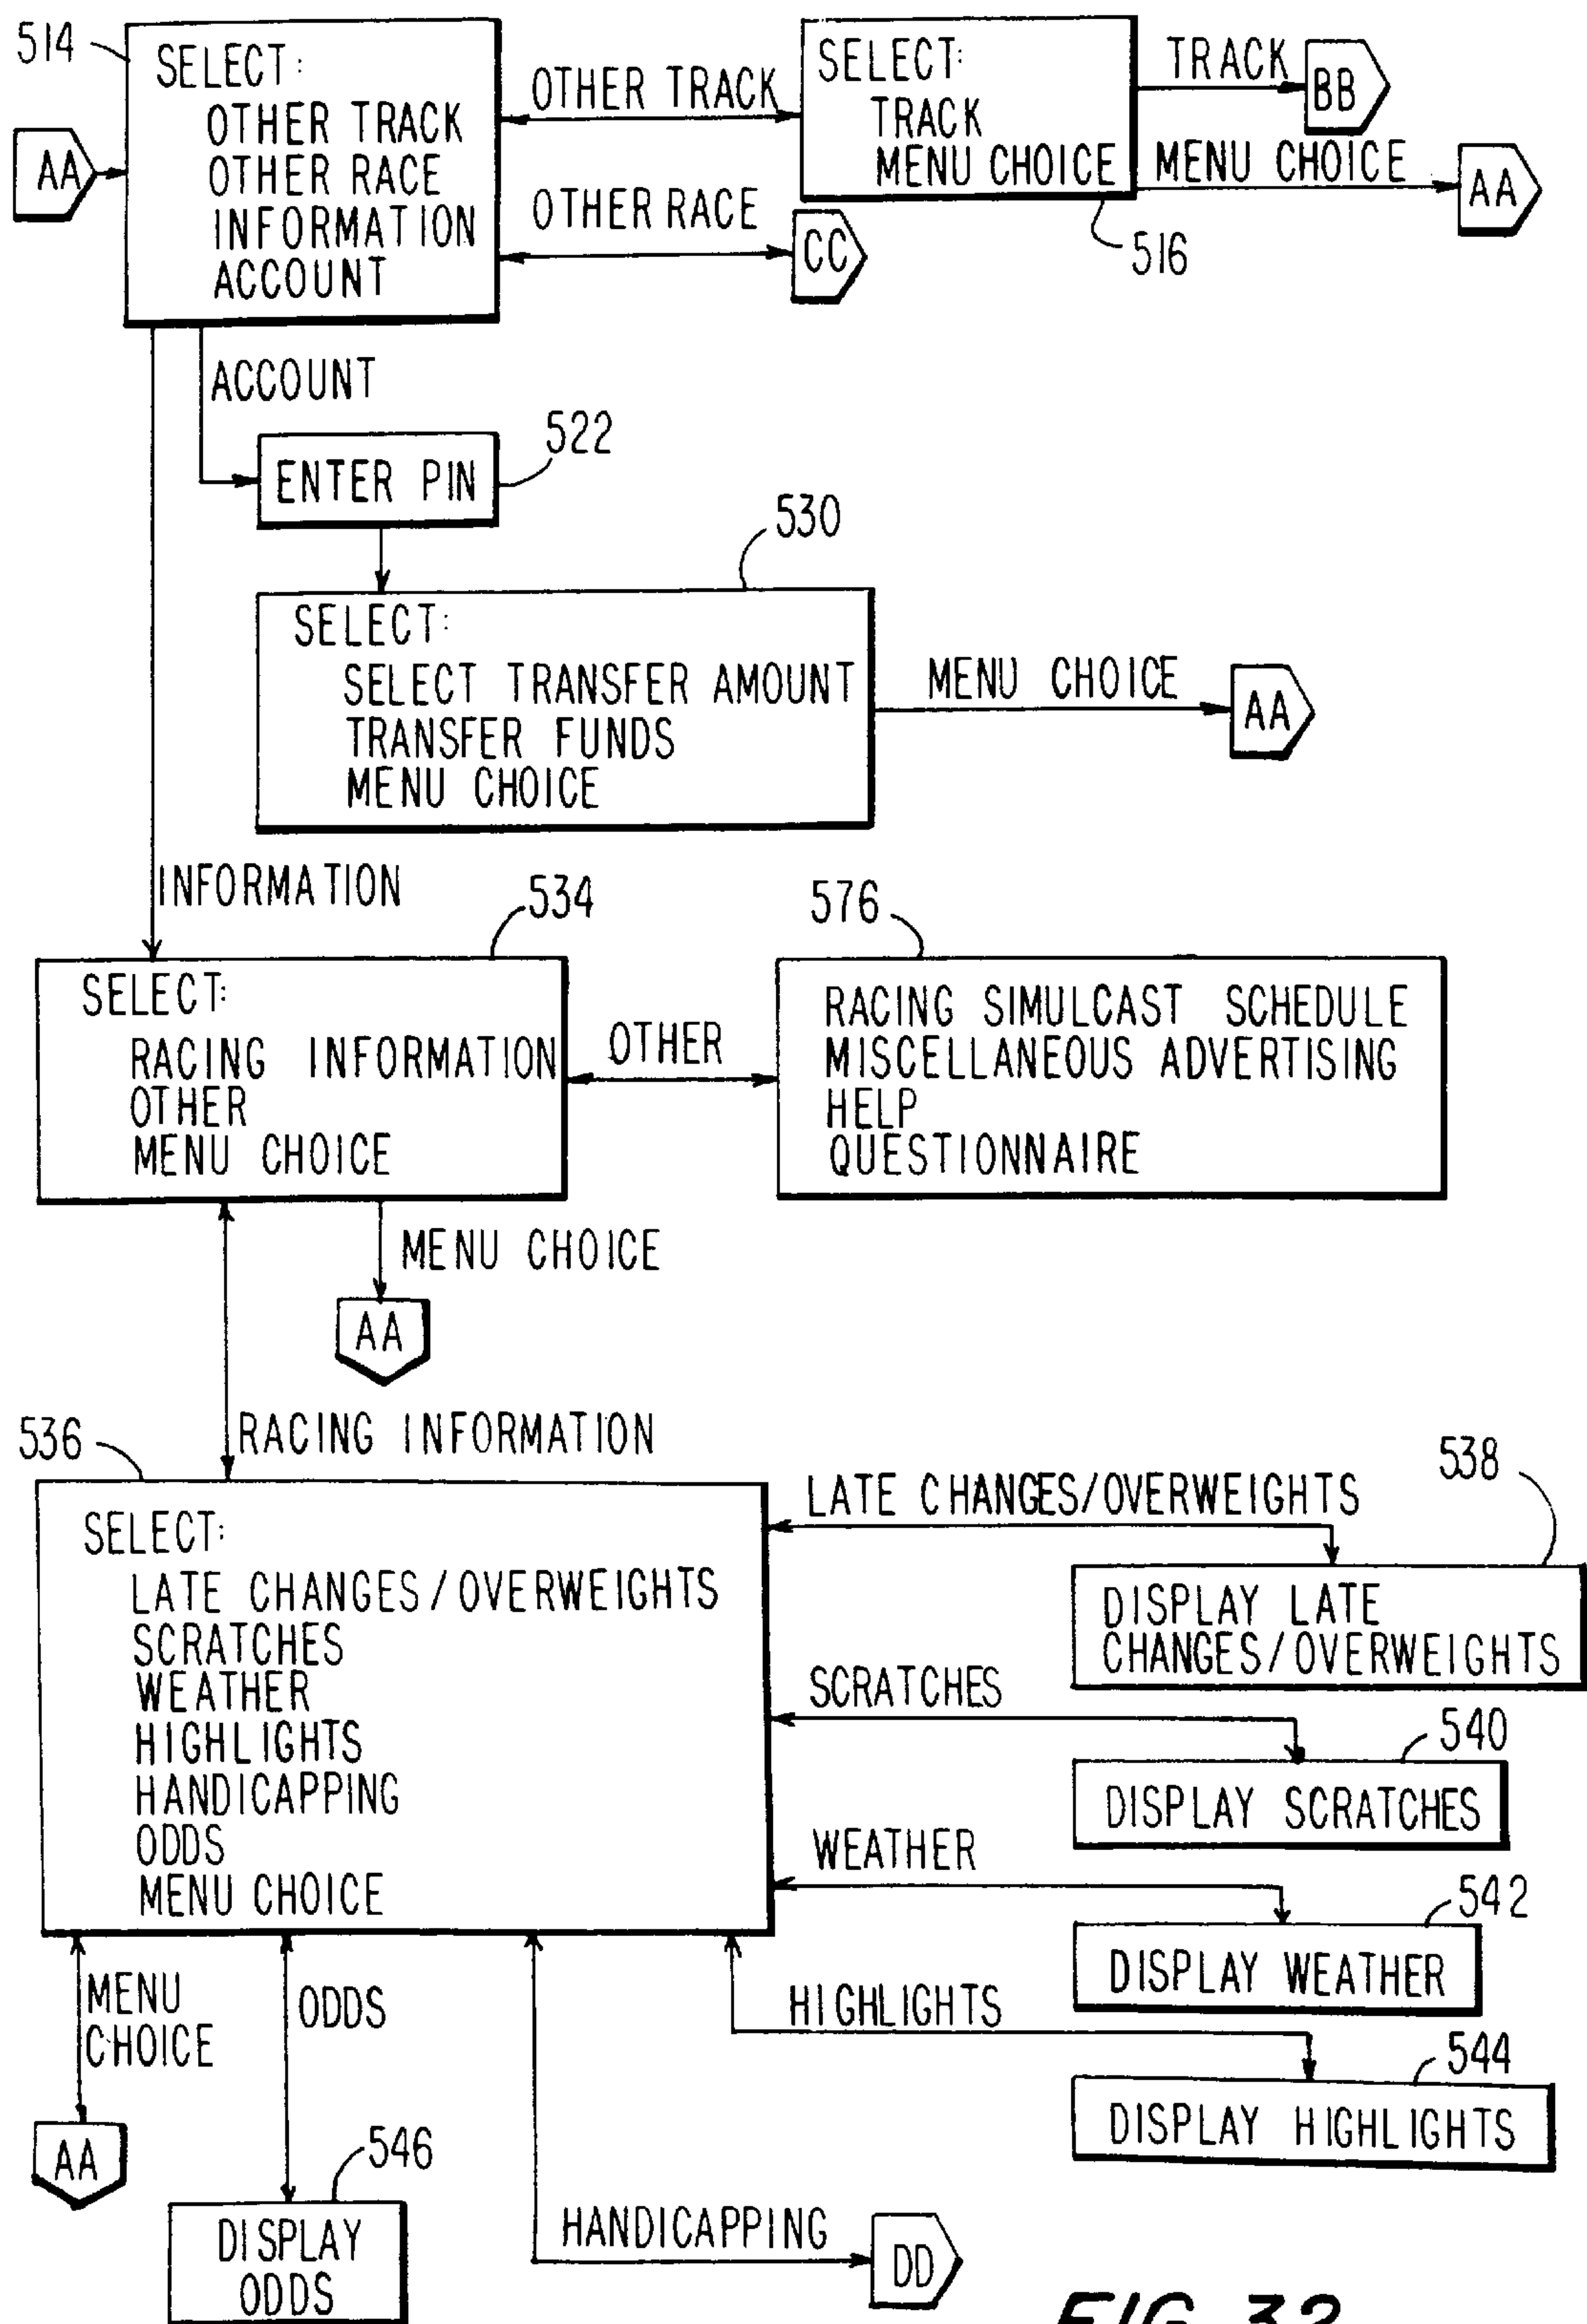 514
SELECT:
OTHER TRACK
OTHER RACE
INFORMATION
ACCOUNT
AA
OTHER TRACK
OTHER RACE
CC
SELECT:
TRACK
MENU CHOICE
516
TRACK
BB
MENU CHOICE
AA
ACCOUNT
ENTER PIN
522
530
SELECT:
SELECT TRANSFER AMOUNT
TRANSFER FUNDS
MENU CHOICE
MENU CHOICE
AA
INFORMATION
534
SELECT:
RACING INFORMATION
OTHER
MENU CHOICE
OTHER
576
RACING SIMULCAST SCHEDULE
MISCELLANEOUS ADVERTISING
HELP
QUESTIONNAIRE
MENU CHOICE
AA
RACING INFORMATION
536
SELECT:
LATE CHANGES/OVERWEIGHTS
SCRATCHES
WEATHER
HIGHLIGHTS
HANDICAPPING
ODDS
MENU CHOICE
LATE CHANGES/OVERWEIGHTS
538
DISPLAY LATE
CHANGES/OVERWEIGHTS
SCRATCHES
540
DISPLAY SCRATCHES
WEATHER
542
DISPLAY WEATHER
HIGHLIGHTS
544
DISPLAY HIGHLIGHTS
MENU
CHOICE
AA
ODDS
546
DISPLAY
ODDS
HANDICAPPING
DD
FIG. 32